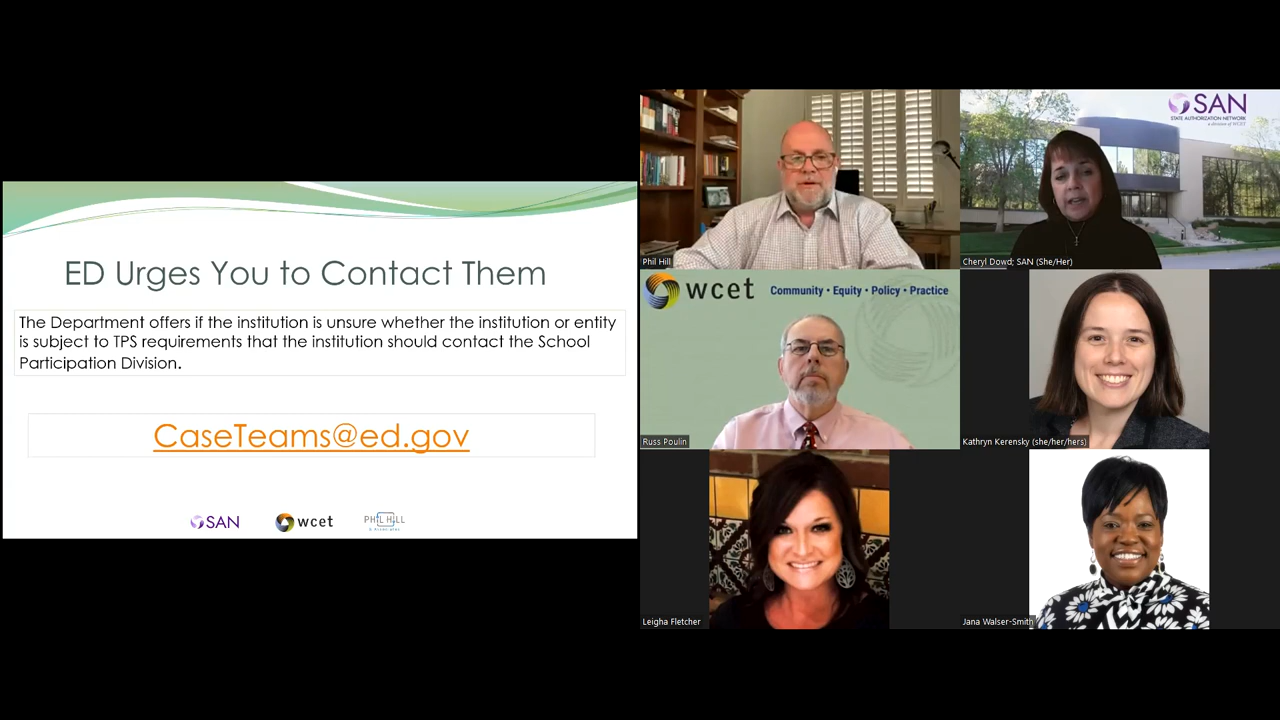 ED Urges You to Contact Them
The Department offers if the institution is unsure whether the institution or entity
is subject to TPS requirements that the institution should contact the School
Participation Division.
CaseTeams@ed.gov
SAN
wcet
PHIL HILL
SAN
STATE AUTHORIZATION NETWORK
a division of WCET
Phil Hill
Cheryl Dowd; SAN (She/Her)
wcet
Community • Equity • Policy • Practice
Russ Poulin
Kathryn Kerensky (she/her/hers)
Leigha Fletcher
Jana Walser-Smith